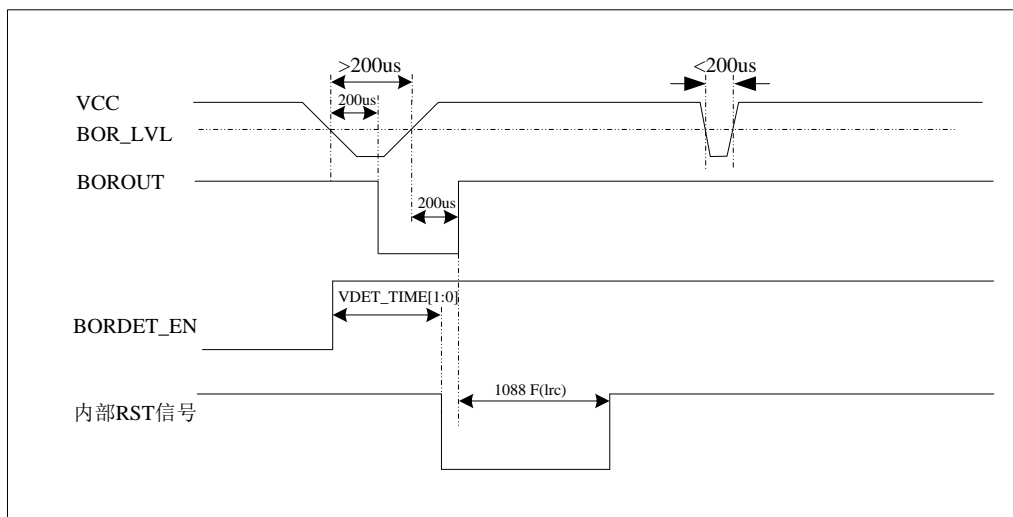 >200us
<200us
VCC
200us
BOR_LVL
BOROUT
200us
VDET_TIME[1:0]
BORDET_EN
1088 F(lrc)
内部RST信号